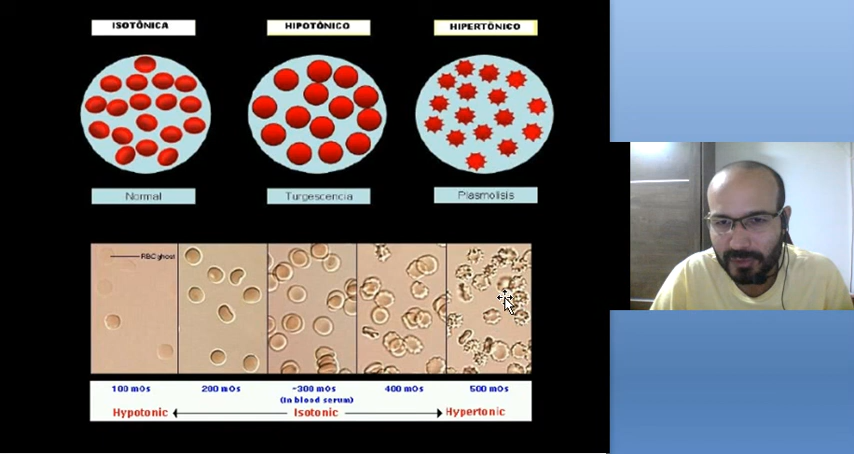 ISOTÔNICA
HIPOTÔNICO
HIPERTÔNICO
Normal
Turgescencia
Plasmolisis
RBC ghost
100 mOs
200 mOs
~300 mOs
400 mOs
500 mOs
(in blood serum)
Hypotonic
Isotonic
Hypertonic